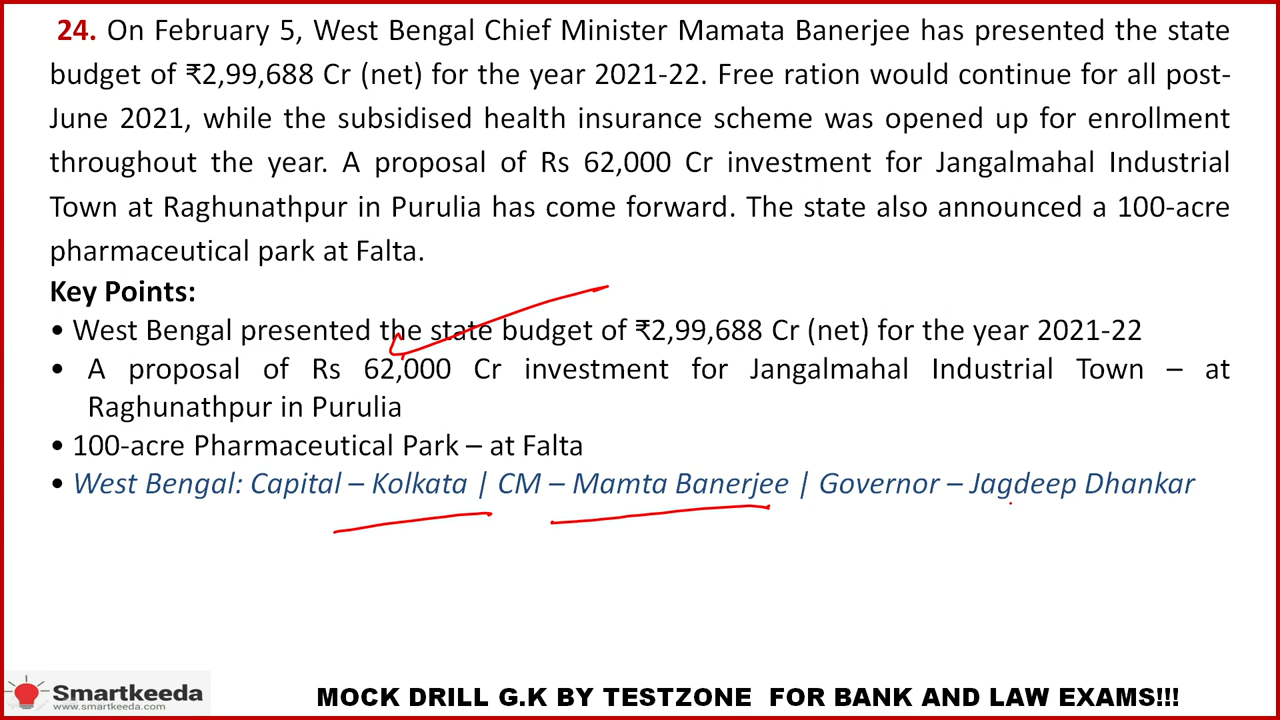 24. On February 5, West Bengal Chief Minister Mamata Banerjee has presented the state
budget of ₹2,99,688 Cr (net) for the year 2021-22. Free ration would continue for all post-
June 2021, while the subsidised health insurance scheme was opened up for enrollment
throughout the year. A proposal of Rs 62,000 Cr investment for Jangalmahal Industrial
Town at Raghunathpur in Purulia has come forward. The state also announced a 100-acre
pharmaceutical park at Falta.
Key Points:
• West Bengal presented the state budget of ₹2,99,688 Cr (net) for the year 2021-22
• A proposal of Rs 62,000 Cr investment for Jangalmahal Industrial Town – at
Raghunathpur in Purulia
• 100-acre Pharmaceutical Park – at Falta
• West Bengal: Capital – Kolkata | CM – Mamta Banerjee | Governor – Jagdeep Dhankar
Smartkeeda
www.smartkeeda.com
MOCK DRILL G.K BY TESTZONE FOR BANK AND LAW EXAMS!!!